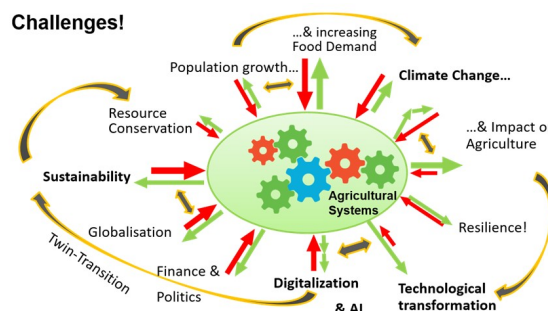 Challenges!
…& increasing
Food Demand
Population growth…
Climate Change…
Resource
Conservation
…& Impact o
Agriculture
Sustainability
Agricultural
Systems
Globalisation
Resilience!
Twin-Transition
Finance &
Politics
Digitalization
& AI
Technological
transformation